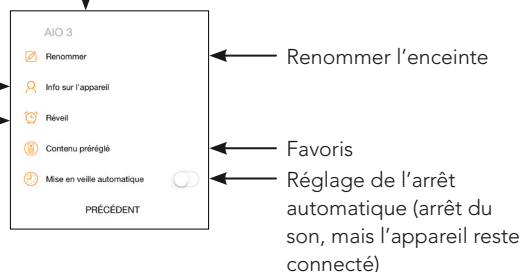 AIO 3
Renommer
Renommer l'enceinte
Info sur l'appareil
Réveil
Contenu préréglé
Favoris
Mise en veille automatique
Réglage de l'arrêt
automatique (arrêt du
son, mais l'appareil reste
connecté)
PRÉCÉDENT